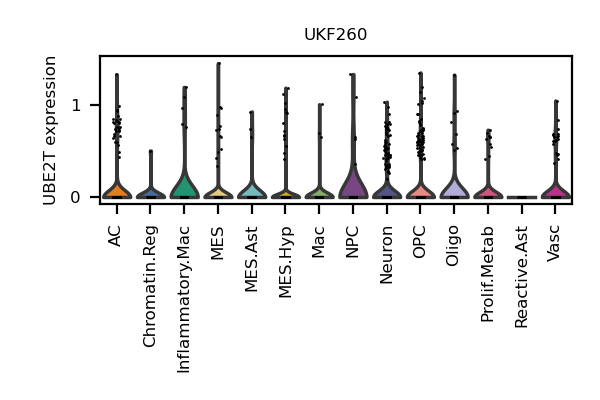 UKF260
UBE2T expression
1
0
AC
Chromatin.Reg
Inflammatory.Mac
MES
MES.Ast
MES.Hyp
Mac
NPC
Neuron
OPC
Oligo
Prolif.Metab
Reactive.Ast
Vasc